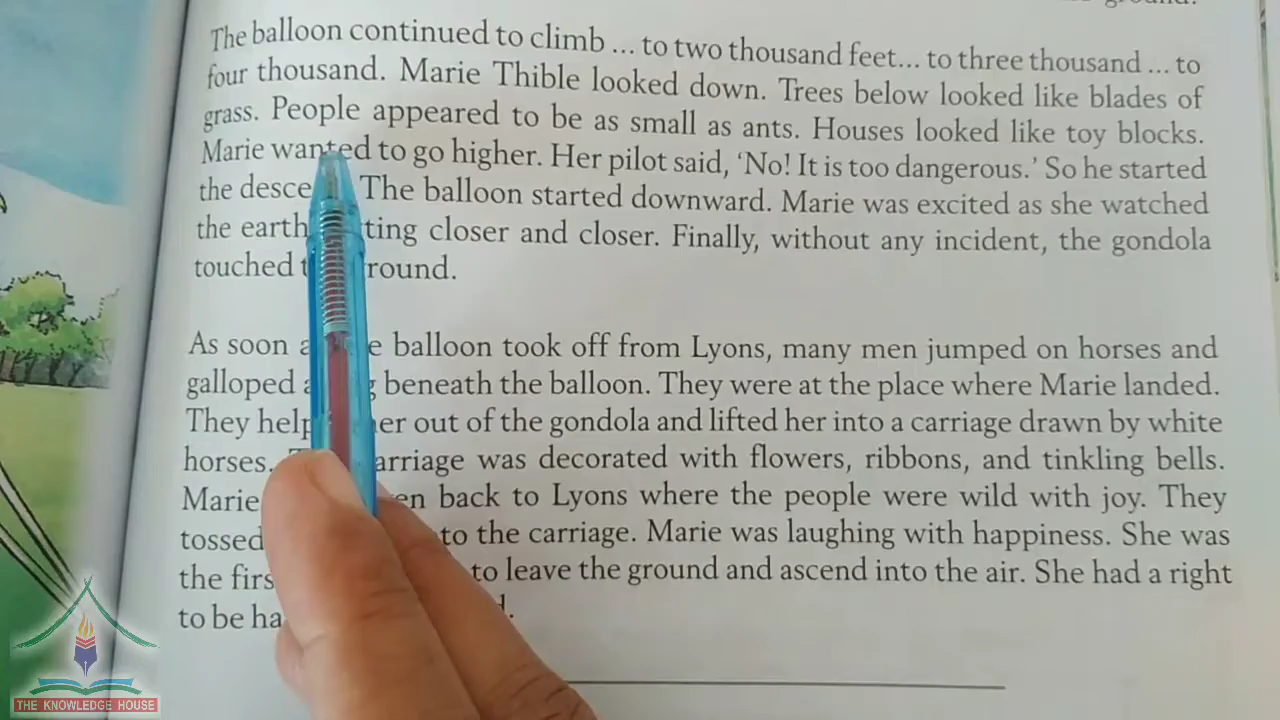 The balloon continued to climb ... to two thousand feet... to three thousand ... to
four thousand. Marie Thible looked down. Trees below looked like blades of
grass. People appeared to be as small as ants. Houses looked like toy blocks.
Marie wanted to go higher. Her pilot said, ‘No! It is too dangerous.’ So he started
the desce The balloon started downward. Marie was excited as she watched
the earth ting closer and closer. Finally, without any incident, the gondola
touched round.
As soon a e balloon took off from Lyons, many men jumped on horses and
galloped a g beneath the balloon. They were at the place where Marie landed.
They help her out of the gondola and lifted her into a carriage drawn by white
horses. arriage was decorated with flowers, ribbons, and tinkling bells.
Marie en back to Lyons where the people were wild with joy. They
tossed to the carriage. Marie was laughing with happiness. She was
the firs to leave the ground and ascend into the air. She had a right
to be ha d.
THE KNOWLEDGE HOUSE